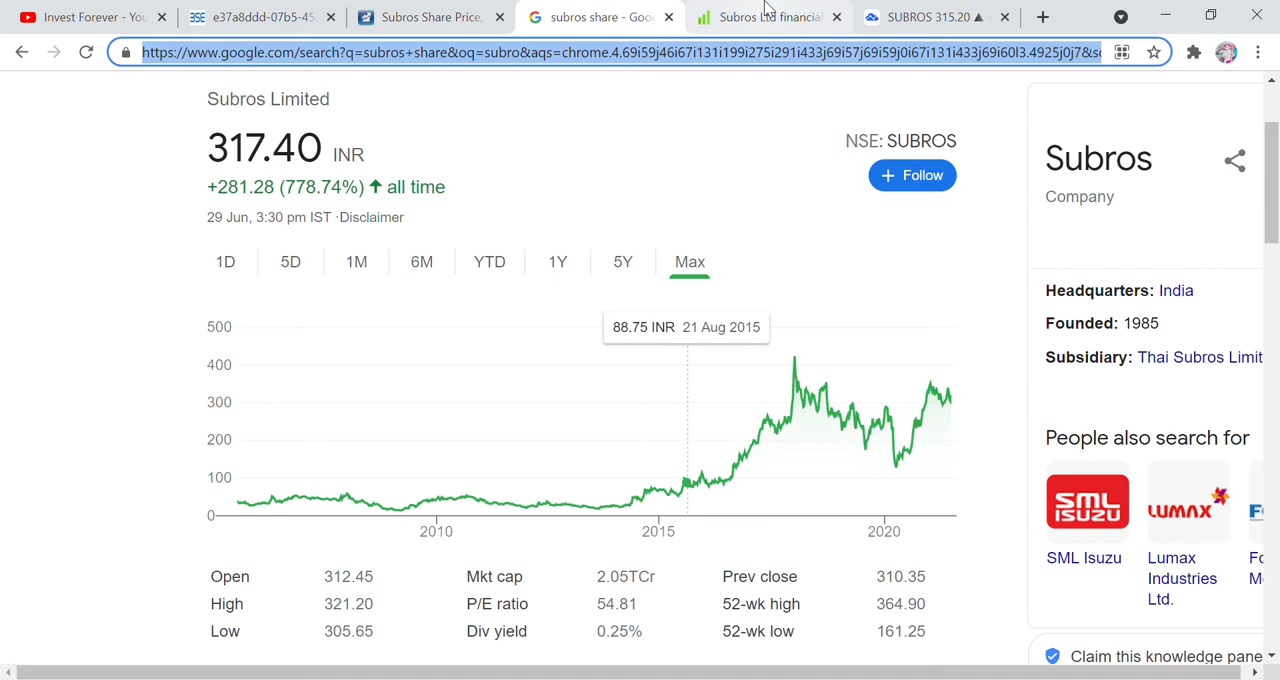 Invest Forever - You
e37a8ddd-07b5-45
Subros Share Price,
subros share - Goo
Subros Ltd financial
SUBROS 315.20 ▲
https://www.google.com/search?q=subros+share&oq=subro&aqs=chrome.4.69i59j46i67i131i199i275i291i433j69i57j69i59j0i67i131i433j69i60l3.4925j0j7&s
Subros Limited
317.40 INR
+281.28 (778.74%) ↑ all time
29 Jun, 3:30 pm IST · Disclaimer
NSE: SUBROS
+ Follow
1D 5D 1M 6M YTD 1Y 5Y Max
88.75 INR 21 Aug 2015
500
400
300
200
100
0
2010 2015 2020
Open 312.45 Mkt cap 2.05TCr Prev close 310.35
High 321.20 P/E ratio 54.81 52-wk high 364.90
Low 305.65 Div yield 0.25% 52-wk low 161.25
Subros
Company
Headquarters: India
Founded: 1985
Subsidiary: Thai Subros Limit
People also search for
SML
ISUZU
LUMAX
SML Isuzu
Lumax
Industries
Ltd.
Claim this knowledge pane